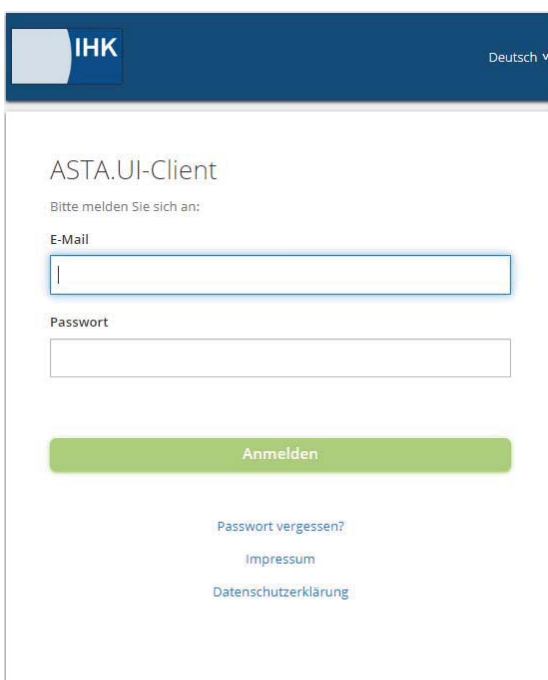 IHK
Deutsch
ASTA.UI-Client
Bitte melden Sie sich an:
E-Mail
Passwort
Anmelden
Passwort vergessen?
Impressum
Datenschutzerklärung